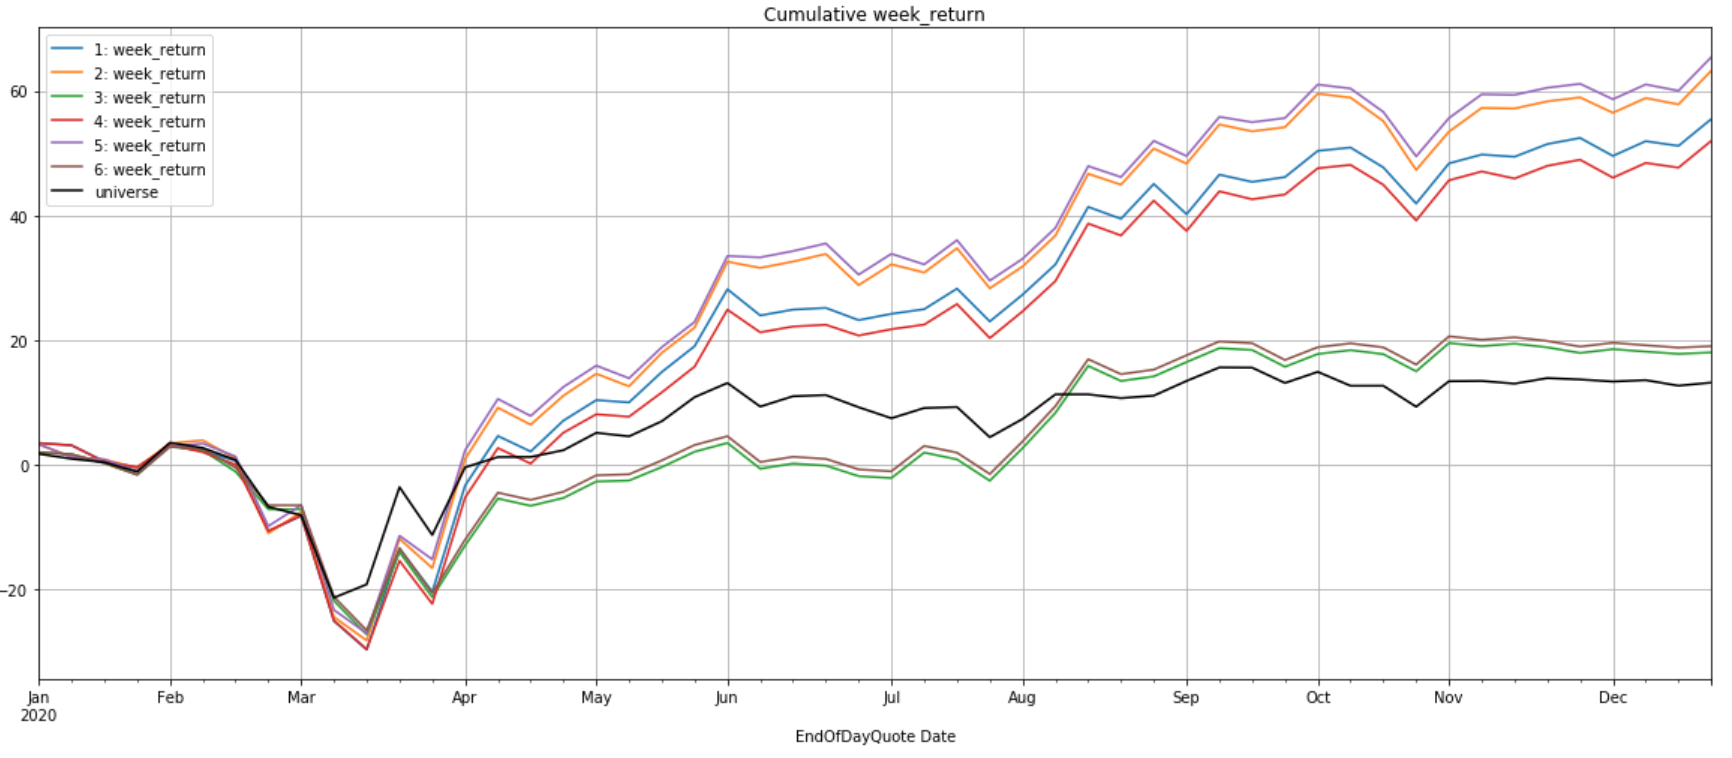 Cumulative week_return
1: week_return
2: week_return
3: week_return
4: week_return
5: week_return
6: week_return
universe
60
40
20
0
−20
Jan Feb Mar Apr May Jun Jul Aug Sep Oct Nov Dec
2020
EndOfDayQuote Date